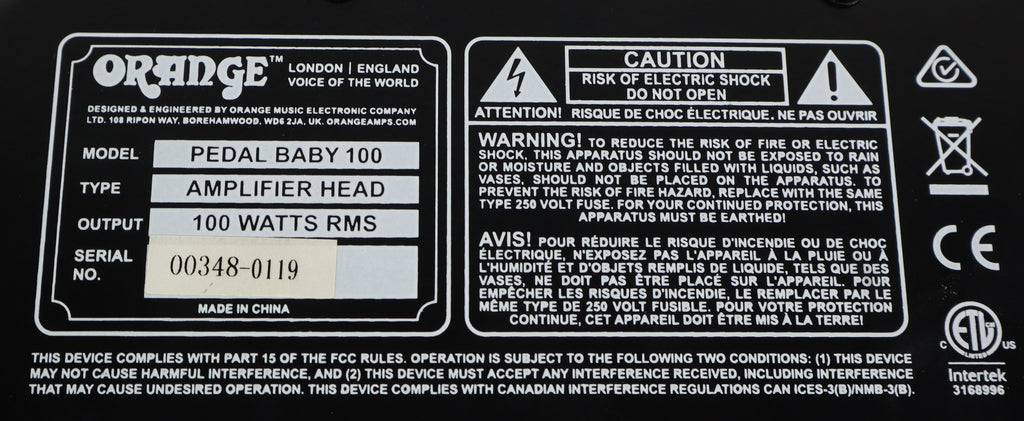 ORANGE™ LONDON | ENGLAND
VOICE OF THE WORLD
DESIGNED & ENGINEERED BY ORANGE MUSIC ELECTRONIC COMPANY
LTD. 108 RIPON WAY, BOREHAMWOOD, WD6 2JA, UK. ORANGEAMPS.COM
MODEL PEDAL BABY 100
TYPE AMPLIFIER HEAD
OUTPUT 100 WATTS RMS
SERIAL NO. 00348-0119
MADE IN CHINA
CAUTION
RISK OF ELECTRIC SHOCK
DO NOT OPEN
ATTENTION! RISQUE DE CHOC ÉLECTRIQUE. NE PAS OUVRIR
WARNING! TO REDUCE THE RISK OF FIRE OR ELECTRIC
SHOCK, THIS APPARATUS SHOULD NOT BE EXPOSED TO RAIN
OR MOISTURE AND OBJECTS FILLED WITH LIQUIDS, SUCH AS
VASES, SHOULD NOT BE PLACED ON THE APPARATUS. TO
PREVENT THE RISK OF FIRE HAZARD, REPLACE WITH THE SAME
TYPE 250 VOLT FUSE. FOR YOUR CONTINUED PROTECTION, THIS
APPARATUS MUST BE EARTHED!
AVIS! POUR RÉDUIRE LE RISQUE D'INCENDIE OU DE CHOC
ÉLECTRIQUE, N'EXPOSEZ PAS L'APPAREIL À LA PLUIE OU À
L'HUMIDITÉ ET D'OBJETS REMPLIS DE LIQUIDE, TELS QUE DES
VASES, NE DOIT PAS ÊTRE PLACÉ SUR L'APPAREIL. POUR
EMPÊCHER LES RISQUES D'INCENDIE, LE REMPLACER PAR LE
MÊME TYPE DE 250 VOLT FUSIBLE. POUR VOTRE PROTECTION
CONTINUE, CET APPAREIL DOIT ÊTRE MIS À LA TERRE!
CE
ETL CM
LISTED
C US
Intertek
3168996
THIS DEVICE COMPLIES WITH PART 15 OF THE FCC RULES. OPERATION IS SUBJECT TO THE FOLLOWING TWO CONDITIONS: (1) THIS DEVICE
MAY NOT CAUSE HARMFUL INTERFERENCE, AND (2) THIS DEVICE MUST ACCEPT ANY INTERFERENCE RECEIVED, INCLUDING INTERFERENCE
THAT MAY CAUSE UNDESIRED OPERATION. THIS DEVICE COMPLIES WITH CANADIAN INTERFERENCE REGULATIONS CAN ICES-3(B)/NMB-3(B).